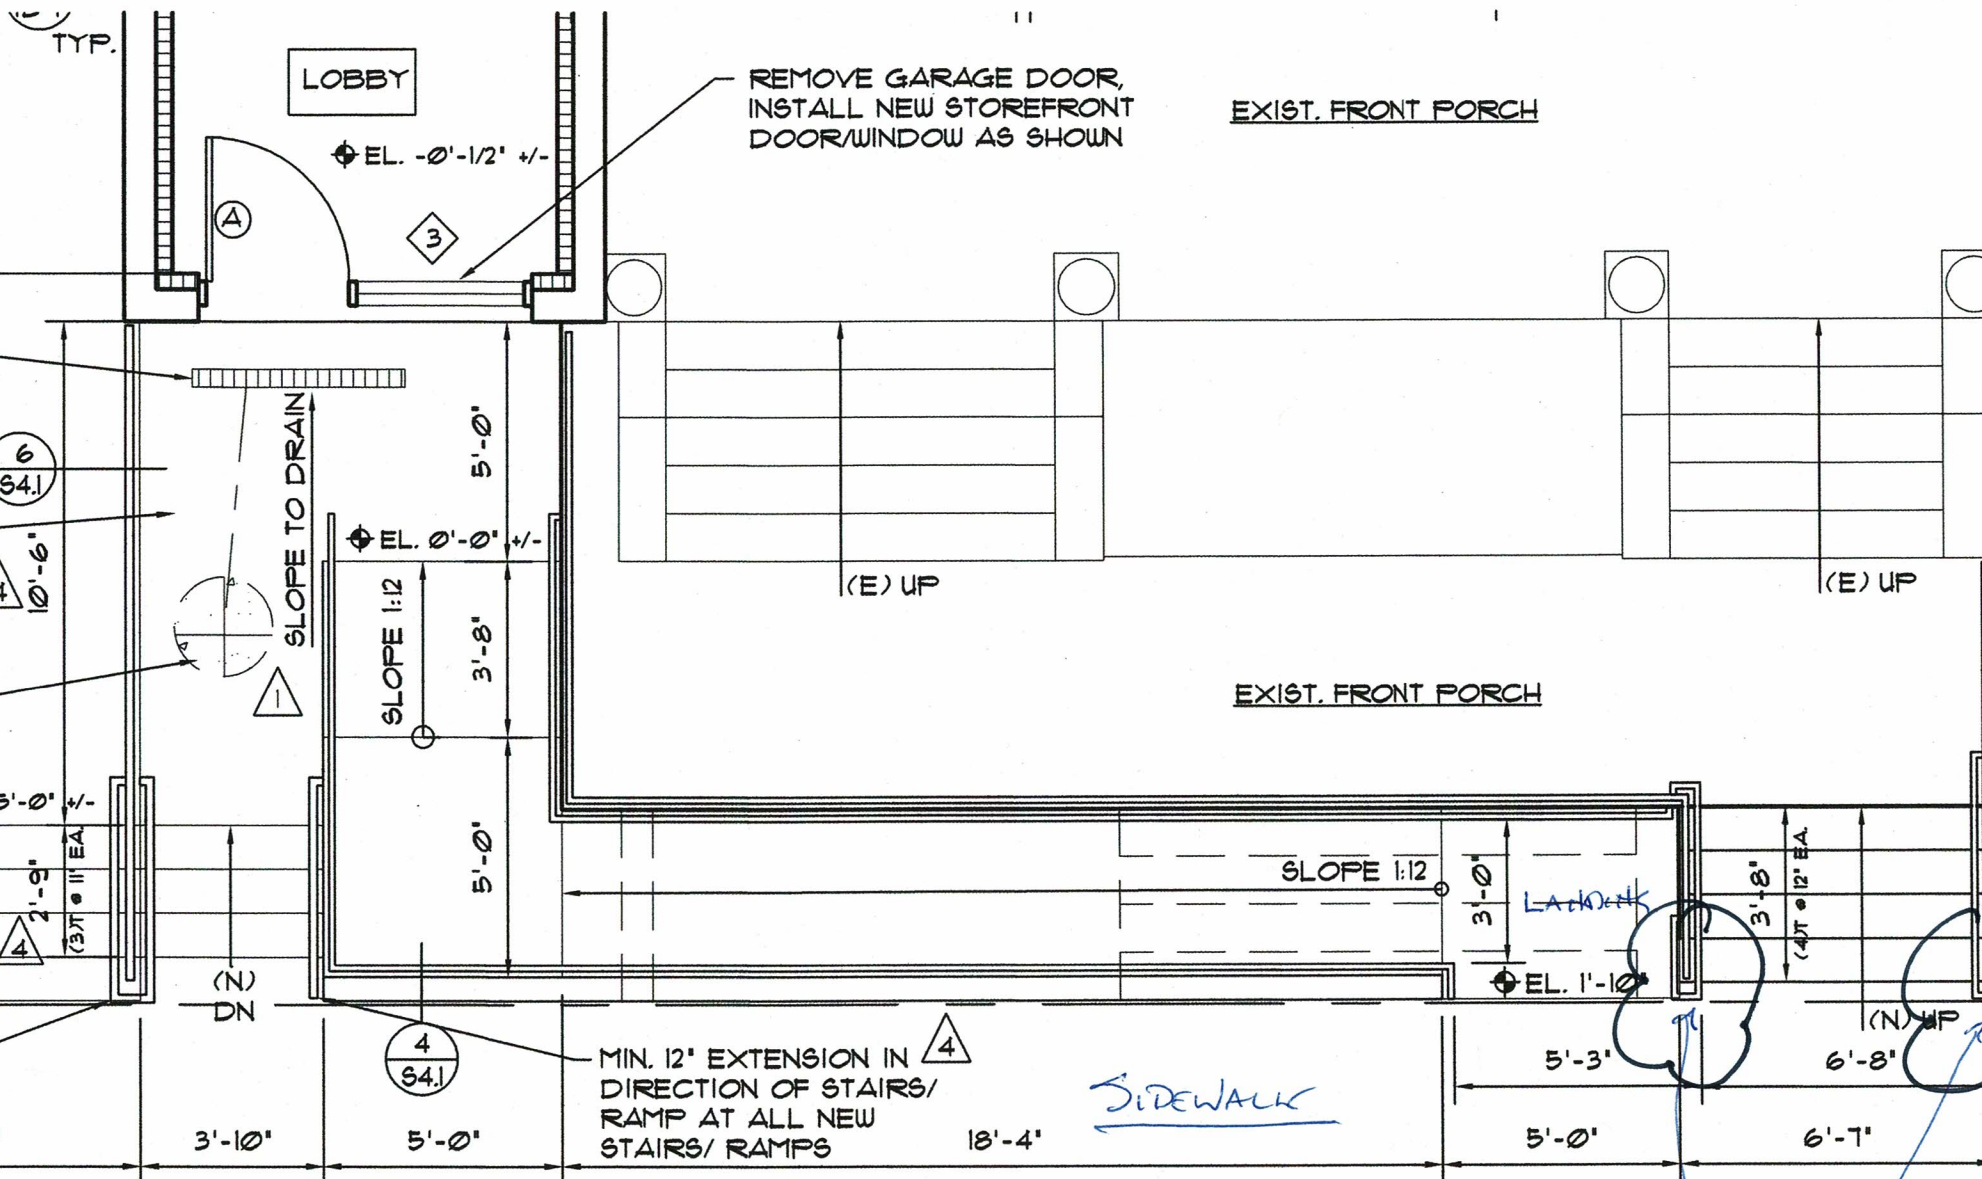 TYP.
LOBBY
EL. -0'-1/2" +/-
A
3
REMOVE GARAGE DOOR,
INSTALL NEW STOREFRONT
DOOR/WINDOW AS SHOWN
EXIST. FRONT PORCH
6
S4.1
10'-6"
SLOPE TO DRAIN
5'-0"
EL. 0'-0" +/-
SLOPE 1:12
3'-8"
1
(E) UP
(E) UP
EXIST. FRONT PORCH
5'-0"
2'-9"
(3)T @ 11" EA.
4
(N)
DN
SLOPE 1:12
3'-0"
LANDING
EL. 1'-10"
3'-8"
(4)T @ 12" EA.
(N) UP
4
S4.1
MIN. 12" EXTENSION IN
DIRECTION OF STAIRS/
RAMP AT ALL NEW
STAIRS/ RAMPS
4
SIDEWALK
5'-3"
6'-8"
3'-10"
5'-0"
18'-4"
5'-0"
6'-7"